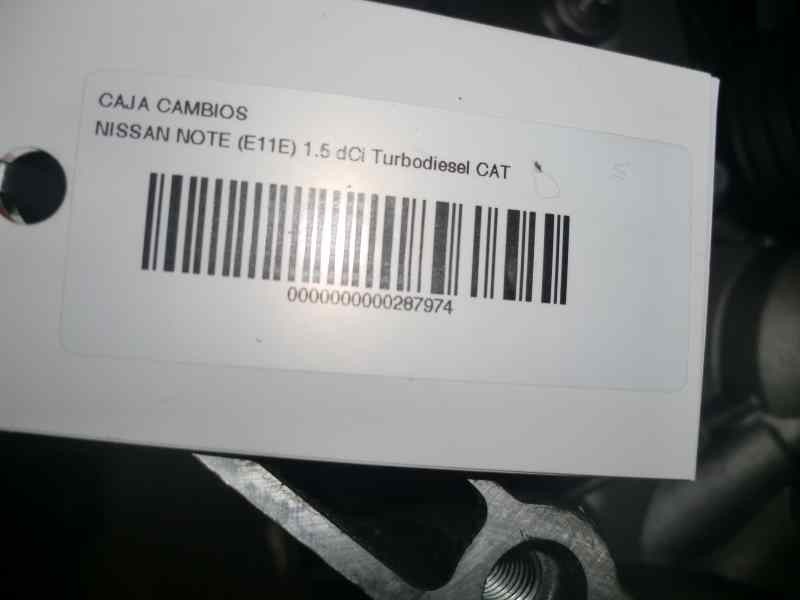 CAJA CAMBIOS
NISSAN NOTE (E11E) 1.5 dCi Turbodiesel CAT
0000000000287974